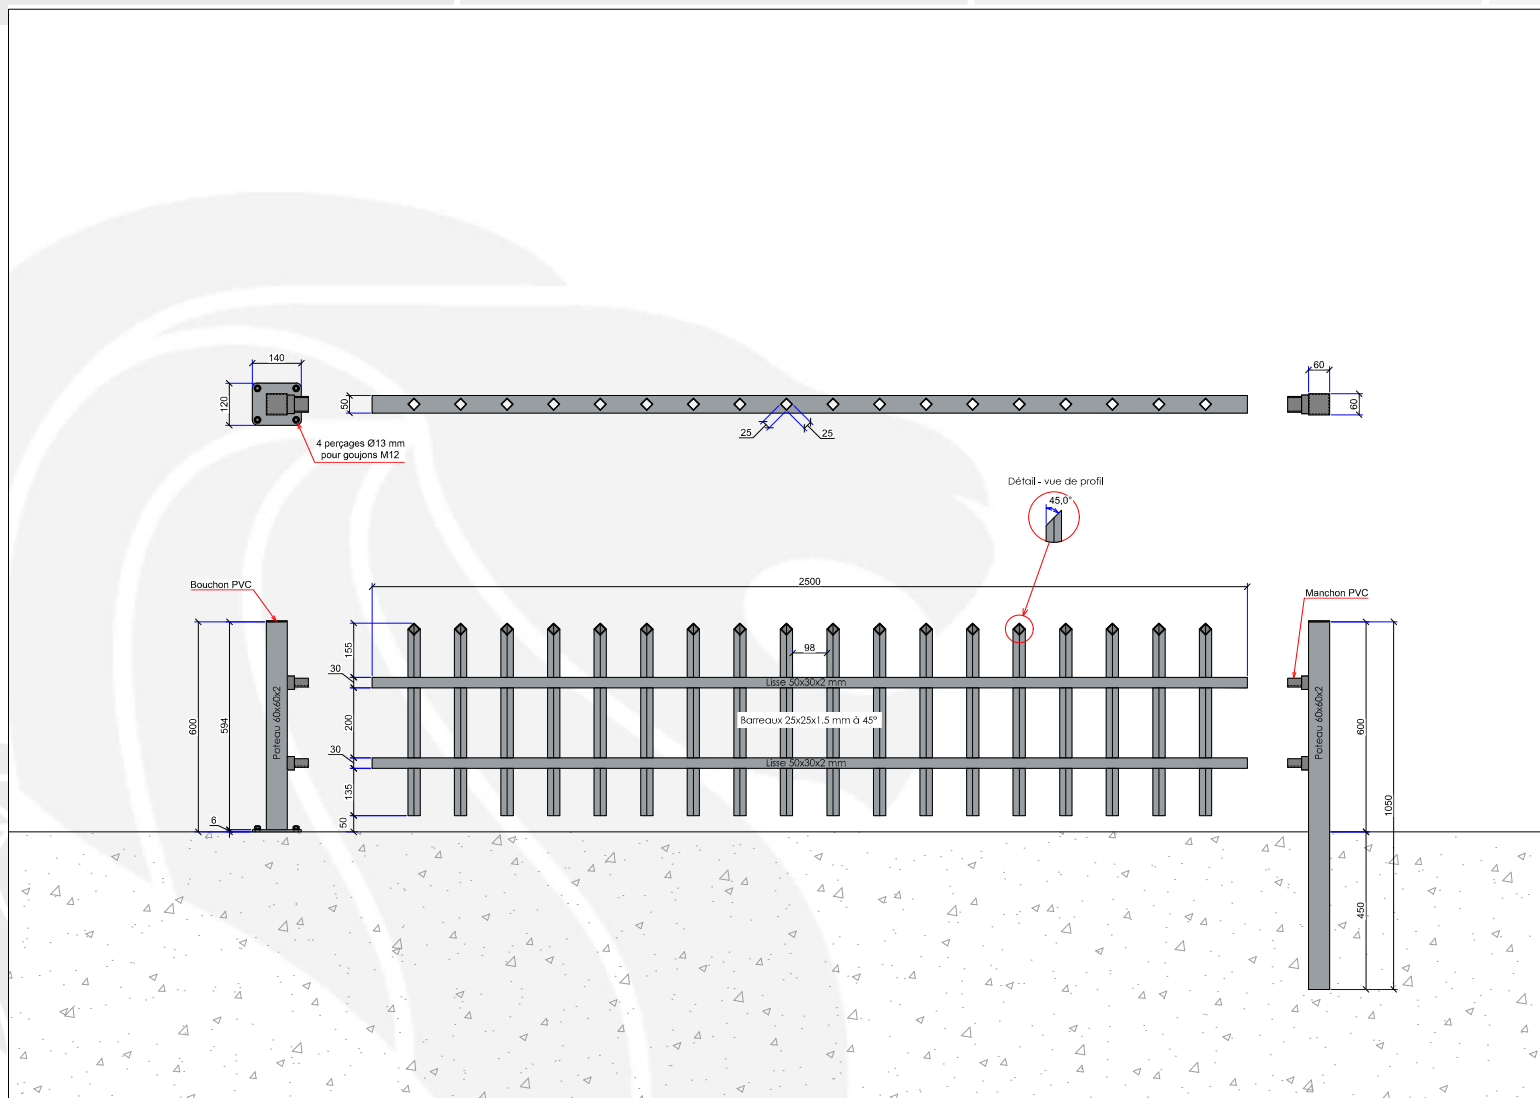 140
120
4 perçages Ø13 mm
pour goujons M12
50
25
25
60
60
Détail - vue de profil
45,0°
Bouchon PVC
2500
Manchon PVC
155
98
30
Lisse 50x30x2 mm
600
594
Poteau 60x60x2
200
Barreaux 25x25x1.5 mm à 45°
Poteau 60x60x2
600
30
Lisse 50x30x2 mm
135
1050
6
50
450